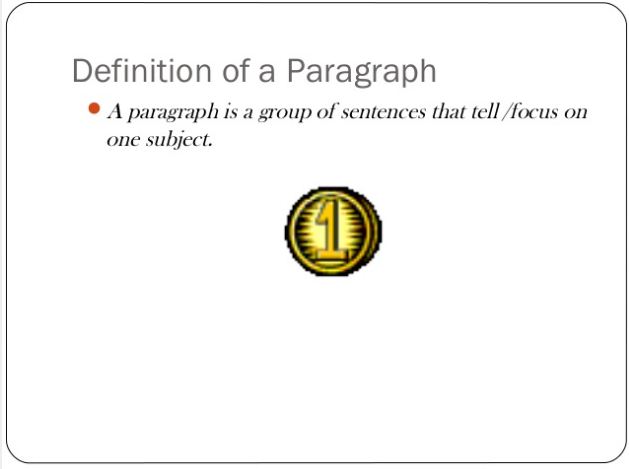 Definition of a Paragraph
A paragraph is a group of sentences that tell /focus on
one subject.
1